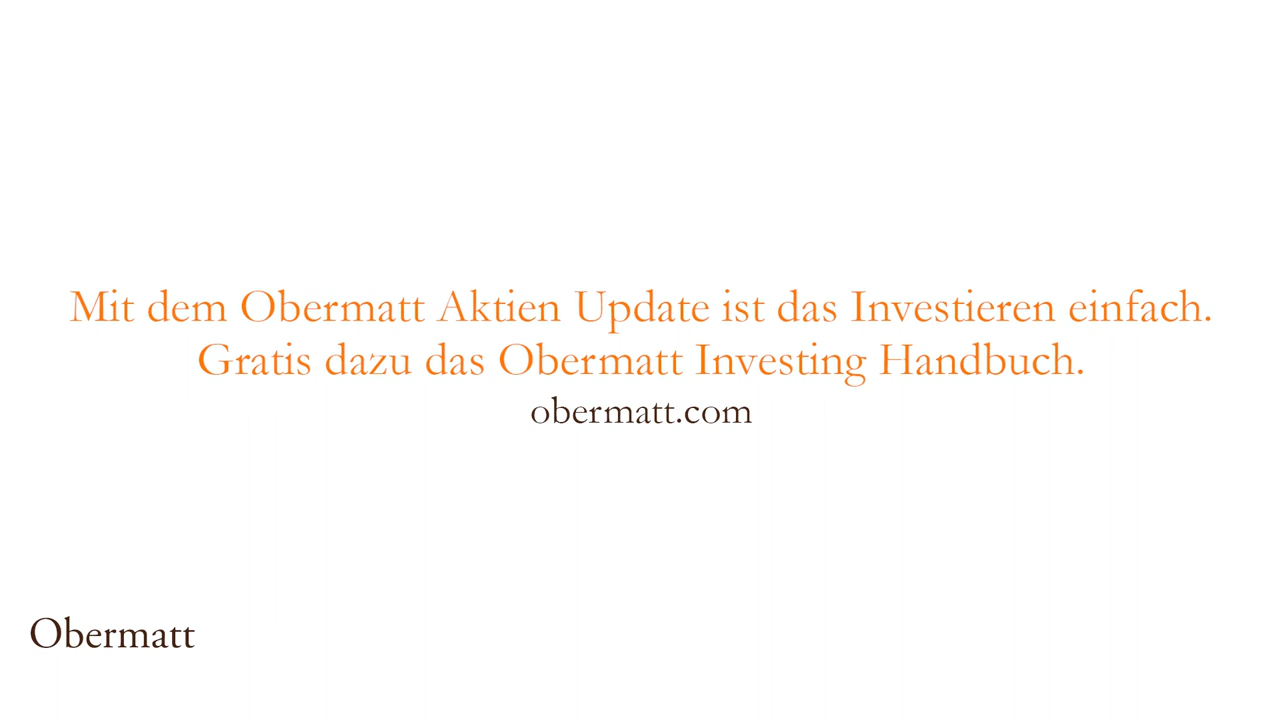 Mit dem Obermatt Aktien Update ist das Investieren einfach.
Gratis dazu das Obermatt Investing Handbuch.
obermatt.com
Obermatt